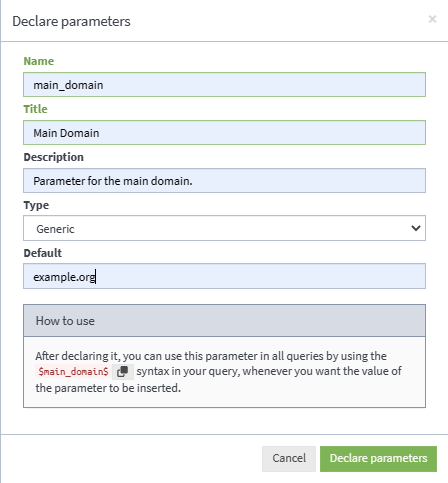 Declare parameters ×
Name
main_domain
Title
Main Domain
Description
Parameter for the main domain.
Type
Generic
Default
example.org
How to use
After declaring it, you can use this parameter in all queries by using the
$main_domain$ syntax in your query, whenever you want the value of
the parameter to be inserted.
Cancel Declare parameters